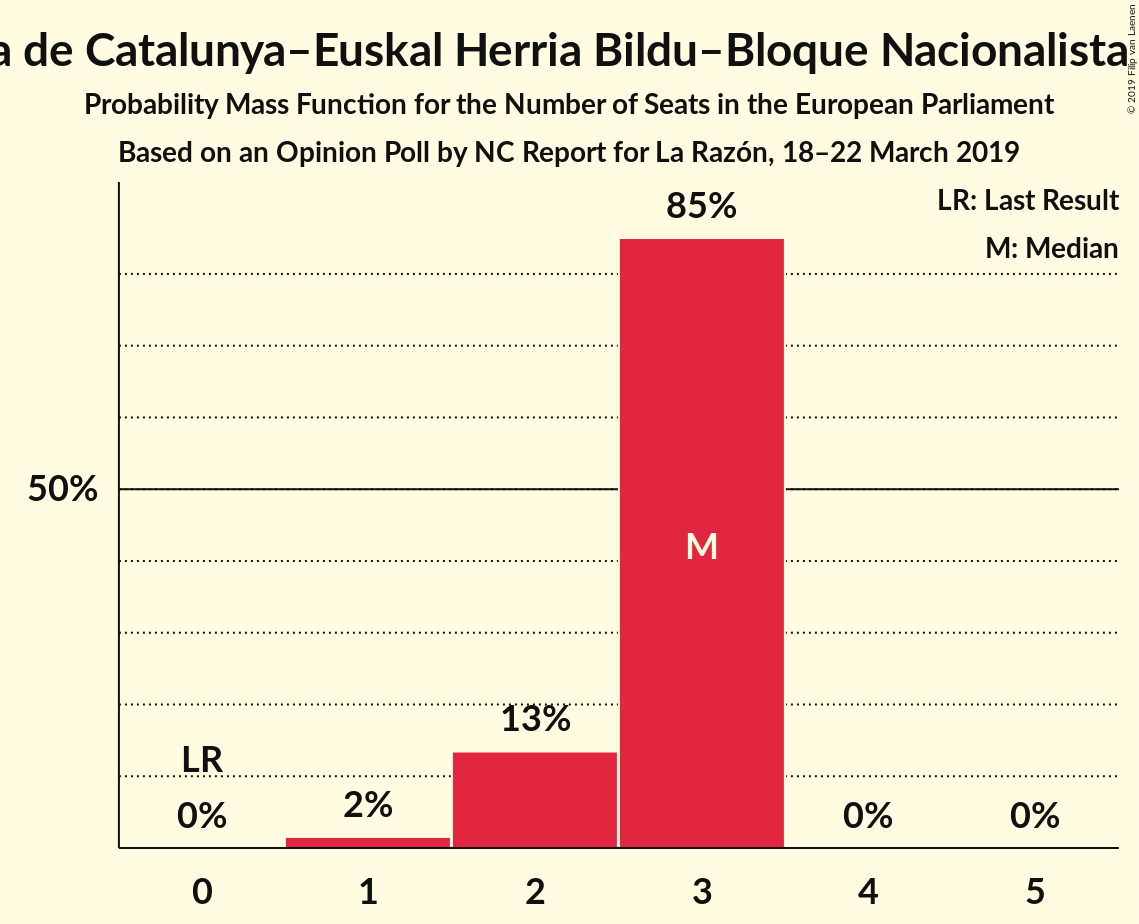 a de Catalunya–Euskal Herria Bildu–Bloque Nacionalista
Probability Mass Function for the Number of Seats in the European Parliament
Based on an Opinion Poll by NC Report for La Razón, 18–22 March 2019
© 2019 Filip van Laenen
LR: Last Result
M: Median
85%
50%
M
13%
LR
0%
2%
0%
0%
0
1
2
3
4
5